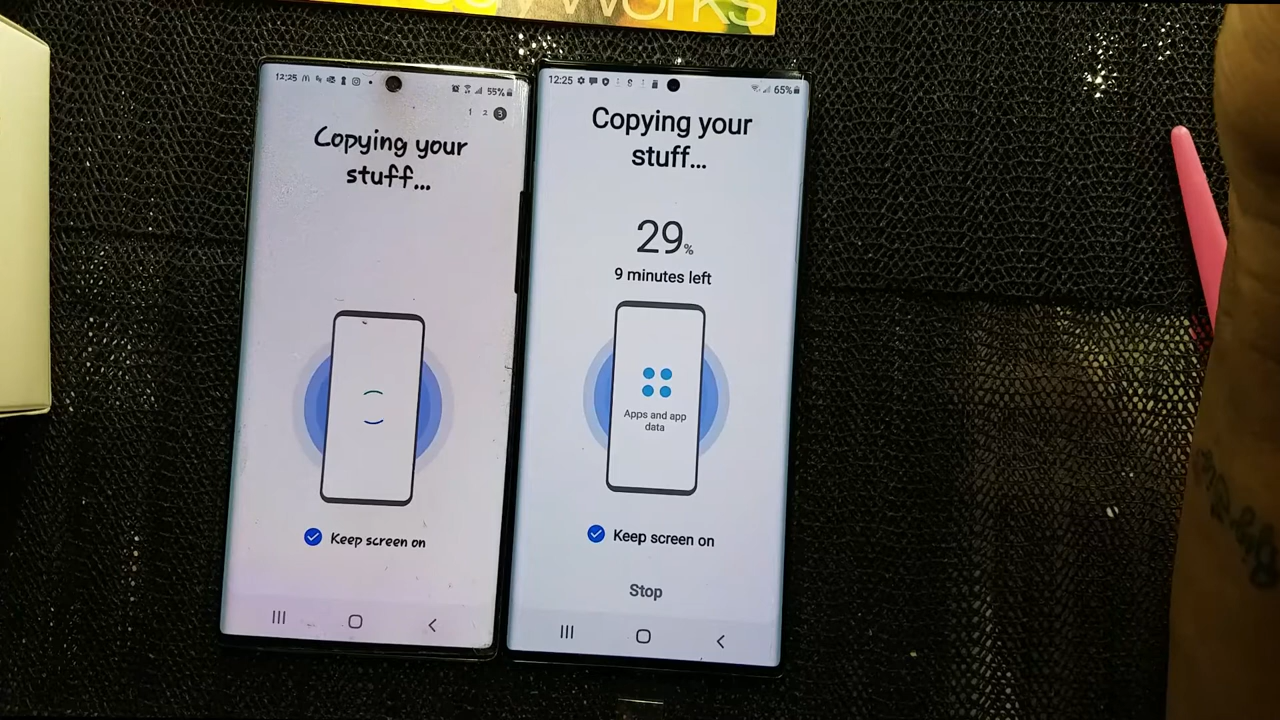 Works
12:25
55%
1 2 3
Copying your
stuff...
Keep screen on
12:25
65%
Copying your
stuff...
29%
9 minutes left
Apps and app
data
Keep screen on
Stop